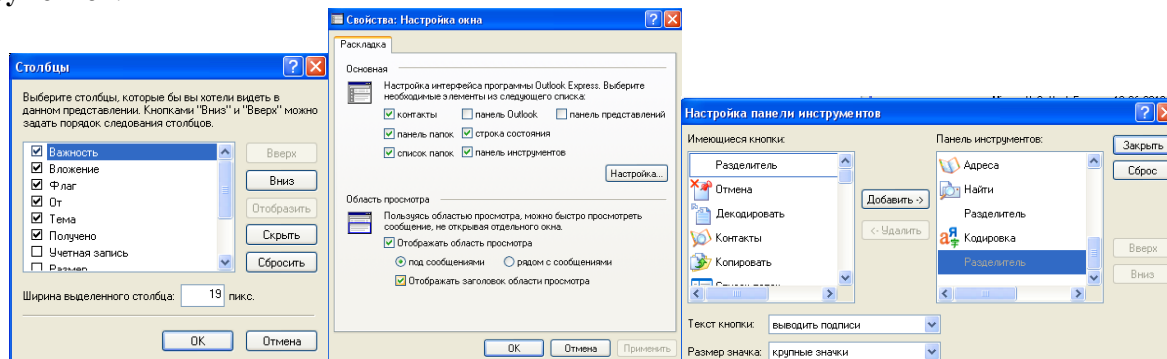 Столбцы
Выберите столбцы, которые бы вы хотели видеть в
данном представлении. Кнопками "Вниз" и "Вверх" можно
задать порядок следования столбцов.
Важность
Вложение
Флаг
От
Тема
Получено
Учетная запись
Размер
Вверх
Вниз
Отобразить
Скрыть
Сбросить
Ширина выделенного столбца: 19 пикс.
OK Отмена
Свойства: Настройка окна
Раскладка
Основная
Настройка интерфейса программы Outlook Express. Выберите
необходимые элементы из следующего списка:
контакты панель Outlook панель представлений
панель папок строка состояния
список папок панель инструментов
Настройка...
Область просмотра
Пользуясь областью просмотра, можно быстро просмотреть
сообщение, не открывая отдельного окна.
Отображать область просмотра
под сообщениями рядом с сообщениями
Отображать заголовок области просмотра
OK Отмена Применить
Настройка панели инструментов
Имеющиеся кнопки:
Разделитель
Отмена
Декодировать
Контакты
Копировать
Список папок
Добавить ->
<- Удалить
Панель инструментов:
Адреса
Найти
Разделитель
Кодировка
Разделитель
Закрыть
Сброс
Вверх
Вниз
Текст кнопки: выводить подписи
Размер значка: крупные значки